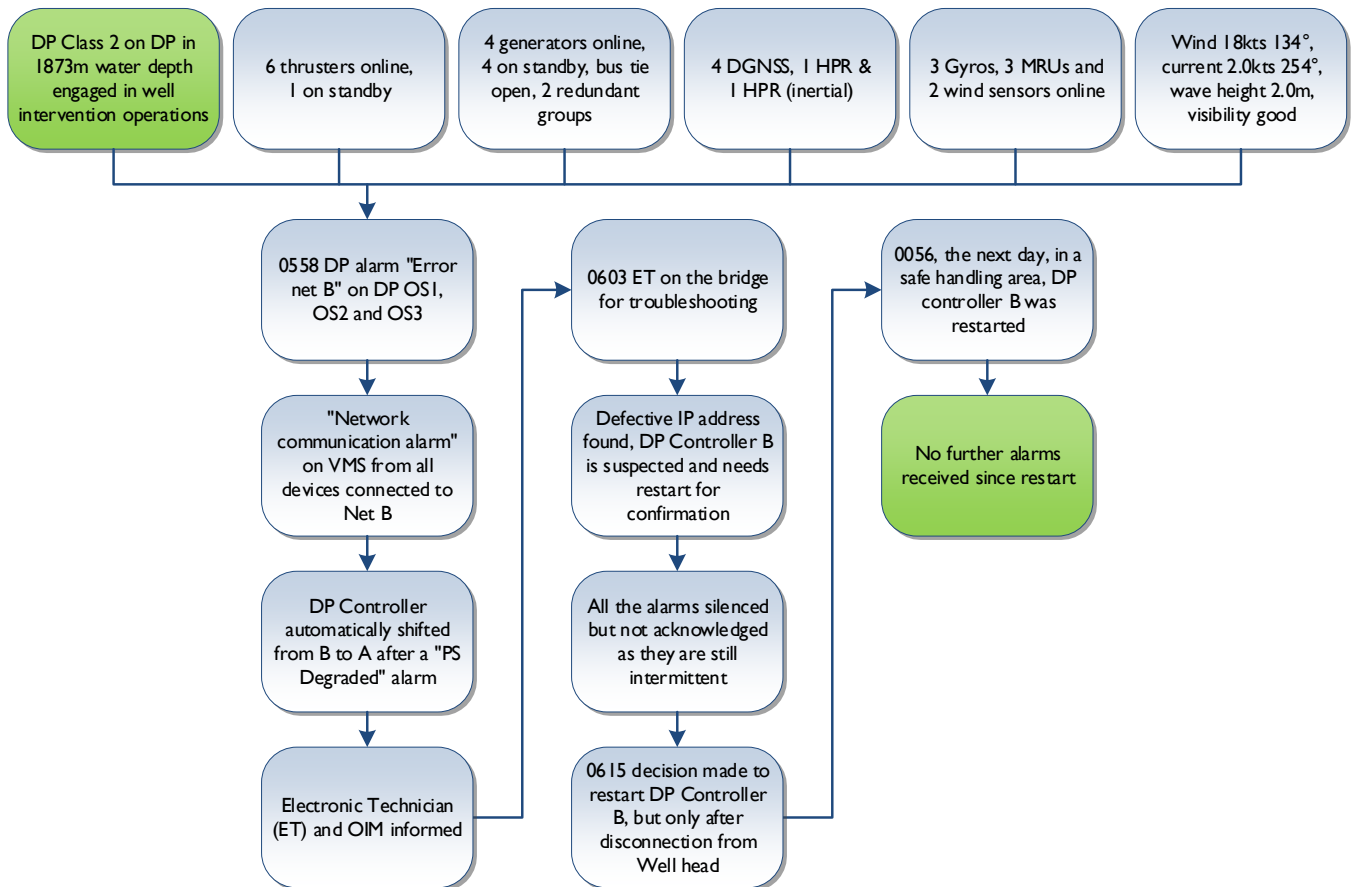 DP Class 2 on DP in
1873m water depth
engaged in well
intervention operations
6 thrusters online,
1 on standby
4 generators online,
4 on standby, bus tie
open, 2 redundant
groups
4 DGNSS, 1 HPR &
1 HPR (inertial)
3 Gyros, 3 MRUs and
2 wind sensors online
Wind 18kts 134°,
current 2.0kts 254°,
wave height 2.0m,
visibility good
0558 DP alarm "Error
net B" on DP OS1,
OS2 and OS3
"Network
communication alarm"
on VMS from all
devices connected to
Net B
DP Controller
automatically shifted
from B to A after a "PS
Degraded" alarm
Electronic Technician
(ET) and OIM informed
0603 ET on the bridge
for troubleshooting
Defective IP address
found, DP Controller B
is suspected and needs
restart for
confirmation
All the alarms silenced
but not acknowledged
as they are still
intermittent
0615 decision made to
restart DP Controller
B, but only after
disconnection from
Well head
0056, the next day, in a
safe handling area, DP
controller B was
restarted
No further alarms
received since restart